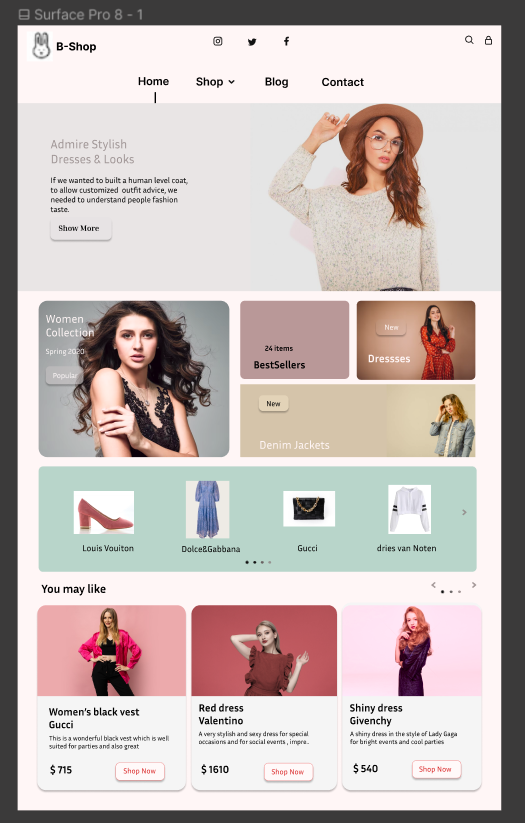 Surface Pro 8 - 1
B-Shop
Home
Shop
Blog
Contact
Admire Stylish
Dresses & Looks
If we wanted to built a human level coat,
to allow customized outfit advice, we
needed to understand people fashion
taste.
Show More
Women
Collection
Spring 2020
Popular
24 items
BestSellers
New
Dressses
New
Denim Jackets
Louis Vouiton
Dolce&Gabbana
Gucci
dries van Noten
You may like
Women's black vest
Gucci
This is a wonderful black vest which is well
suited for parties and also great
$ 715
Shop Now
Red dress
Valentino
A very stylish and sexy dress for special
occasions and for social events , impre..
$ 1610
Shop Now
Shiny dress
Givenchy
A shiny dress in the style of Lady Gaga
for bright events and cool parties
$ 540
Shop Now